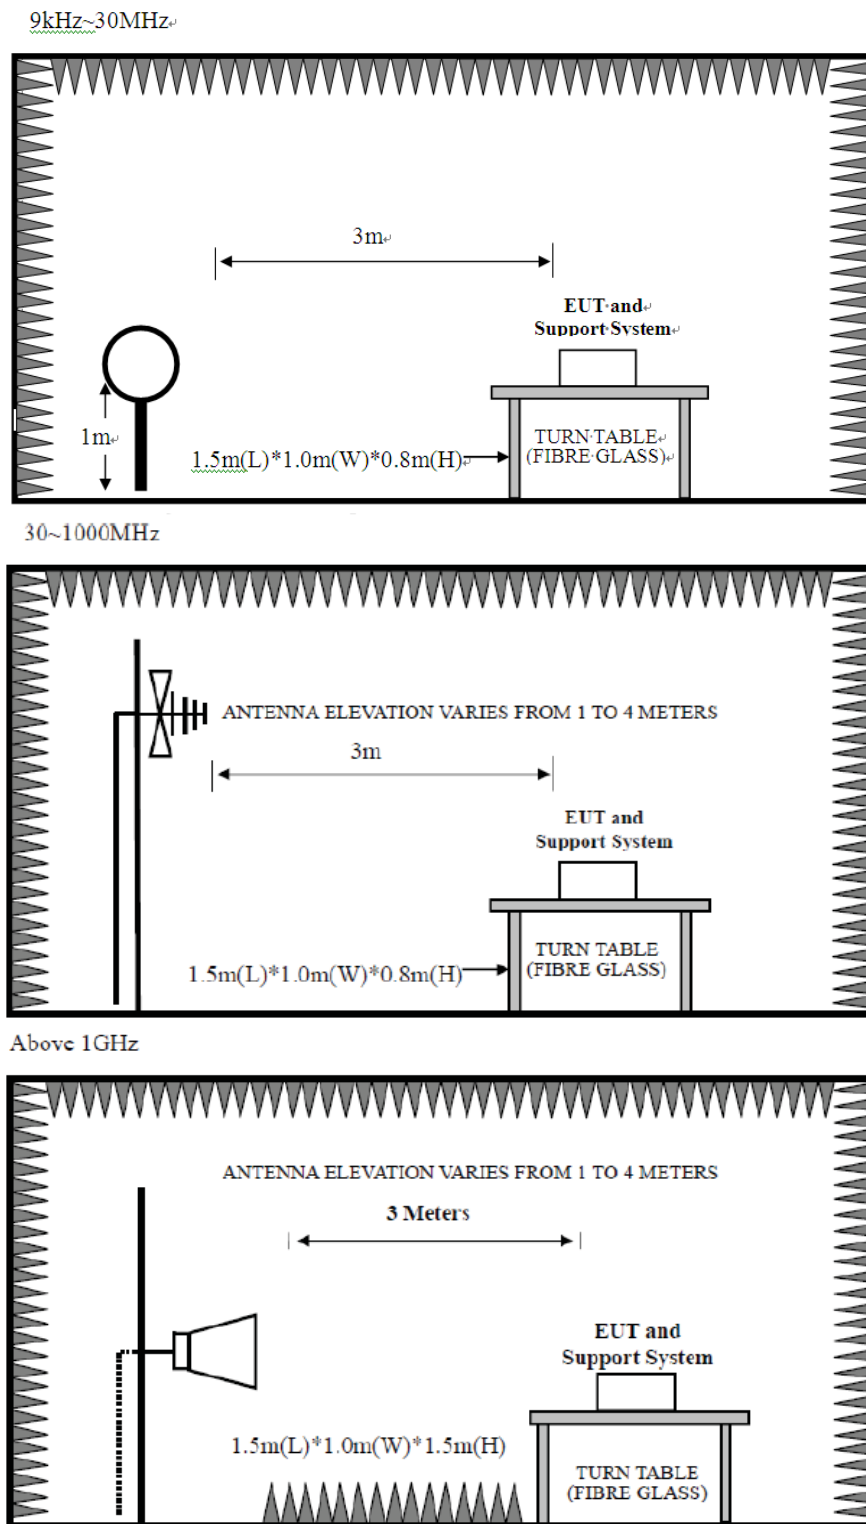 9kHz~30MHz
3m
EUT and
Support System
1m
TURN TABLE
(FIBRE GLASS)
1.5m(L)*1.0m(W)*0.8m(H)
30~1000MHz
ANTENNA ELEVATION VARIES FROM 1 TO 4 METERS
3m
EUT and
Support System
TURN TABLE
(FIBRE GLASS)
1.5m(L)*1.0m(W)*0.8m(H)
Above 1GHz
ANTENNA ELEVATION VARIES FROM 1 TO 4 METERS
3 Meters
EUT and
Support System
1.5m(L)*1.0m(W)*1.5m(H)
TURN TABLE
(FIBRE GLASS)